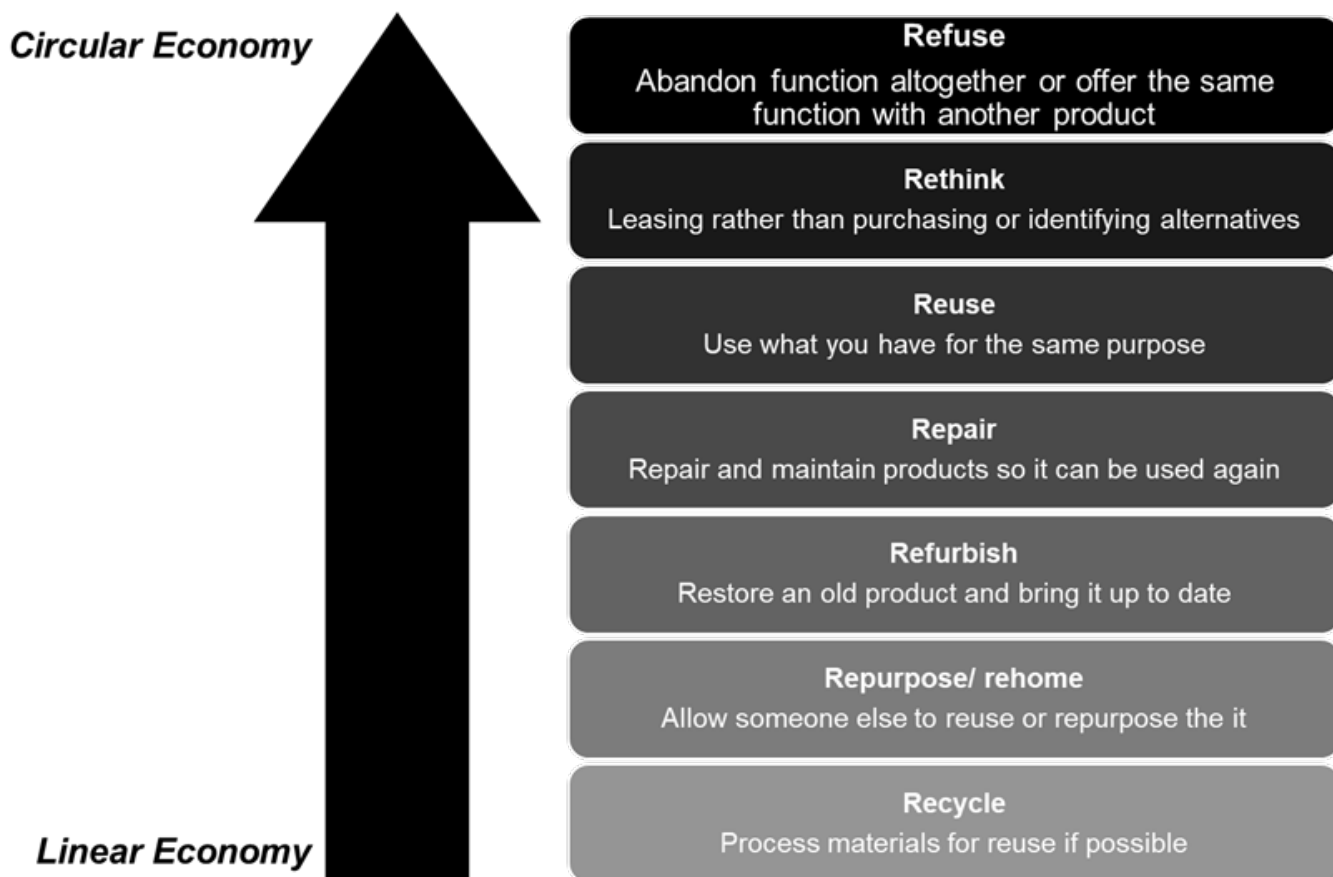 Circular Economy
Refuse
Abandon function altogether or offer the same
function with another product
Rethink
Leasing rather than purchasing or identifying alternatives
Reuse
Use what you have for the same purpose
Repair
Repair and maintain products so it can be used again
Refurbish
Restore an old product and bring it up to date
Repurpose/ rehome
Allow someone else to reuse or repurpose the it
Recycle
Process materials for reuse if possible
Linear Economy